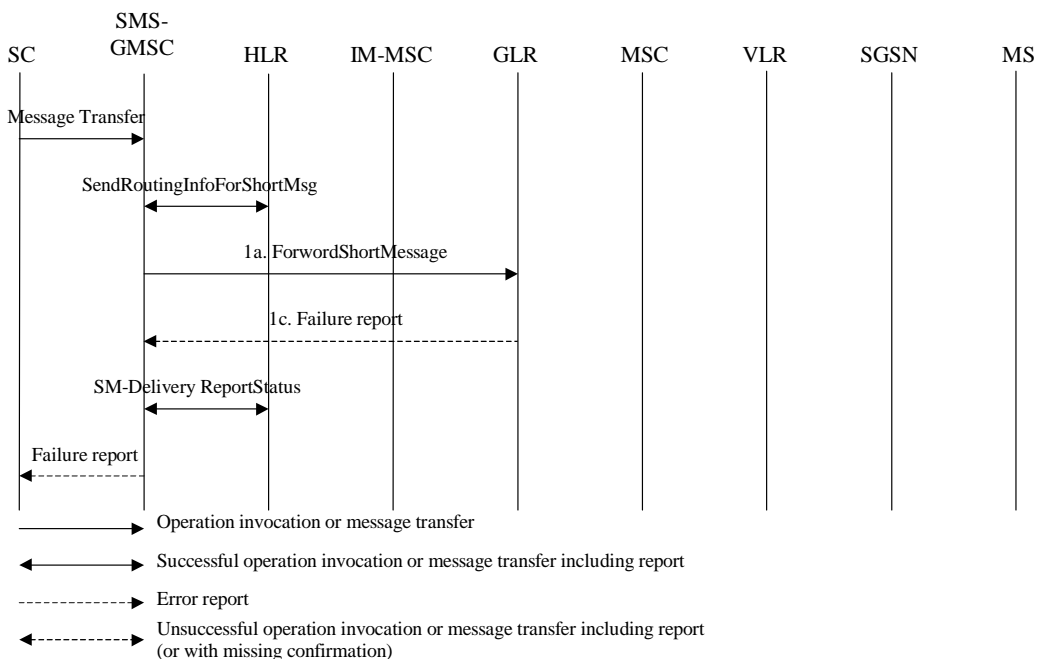 SMS-
GMSC
SC HLR IM-MSC GLR MSC VLR SGSN MS
Message Transfer
SendRoutingInfoForShortMsg
1a. ForwordShortMessage
1c. Failure report
SM-Delivery ReportStatus
Failure report
Operation invocation or message transfer
Successful operation invocation or message transfer including report
Error report
Unsuccessful operation invocation or message transfer including report
(or with missing confirmation)